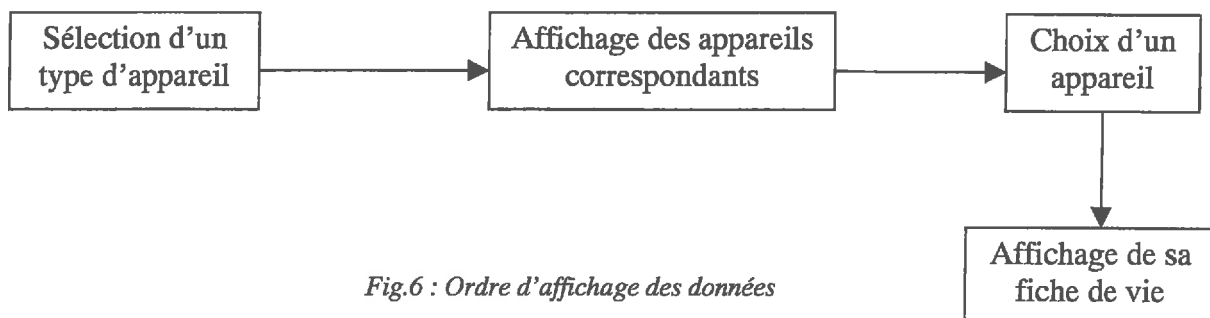 Sélection d'un
type d'appareil
Affichage des appareils
correspondants
Choix d'un
appareil
Affichage de sa
fiche de vie
Fig.6 : Ordre d'affichage des données